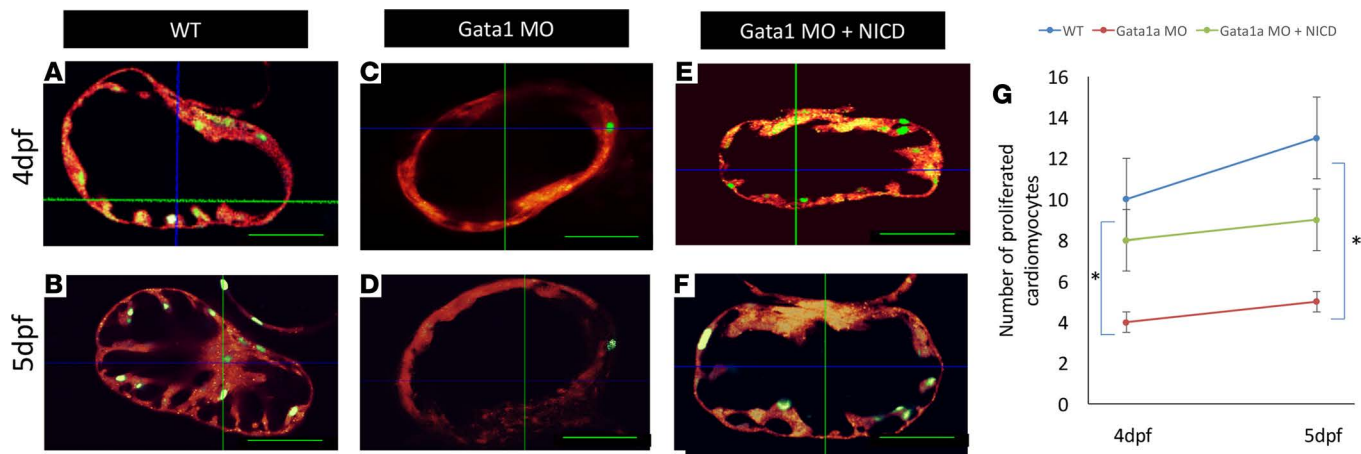 WT
Gata1 MO
Gata1 MO + NICD
WT Gata1a MO Gata1a MO + NICD
A
C
E
G
4dpf
B
D
F
5dpf
Number of proliferated
cardiomyocytes
16
14
12
10
8
6
4
2
0
*
*
4dpf
5dpf